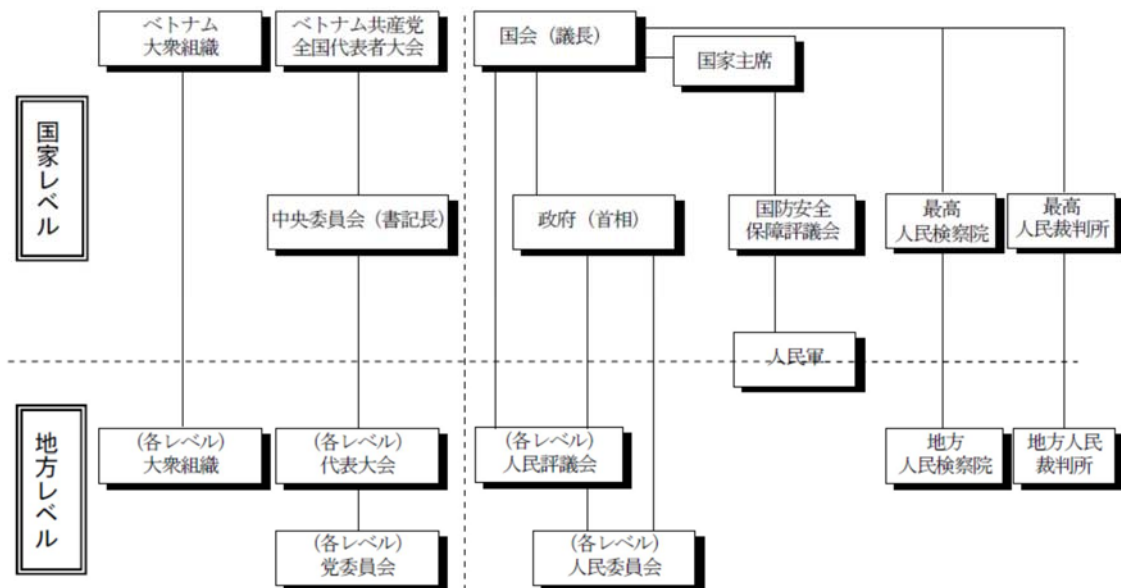 ベトナム
大衆組織
ベトナム共産党
全国代表者大会
国会（議長）
国家主席
国家レベル
中央委員会（書記長）
政府（首相）
国防安全
保障評議会
最高
人民検察院
最高
人民裁判所
人民軍
地方レベル
(各レベル)
大衆組織
(各レベル)
代表大会
(各レベル)
人民評議会
地方
人民検察院
地方人民
裁判所
(各レベル)
党委員会
(各レベル)
人民委員会